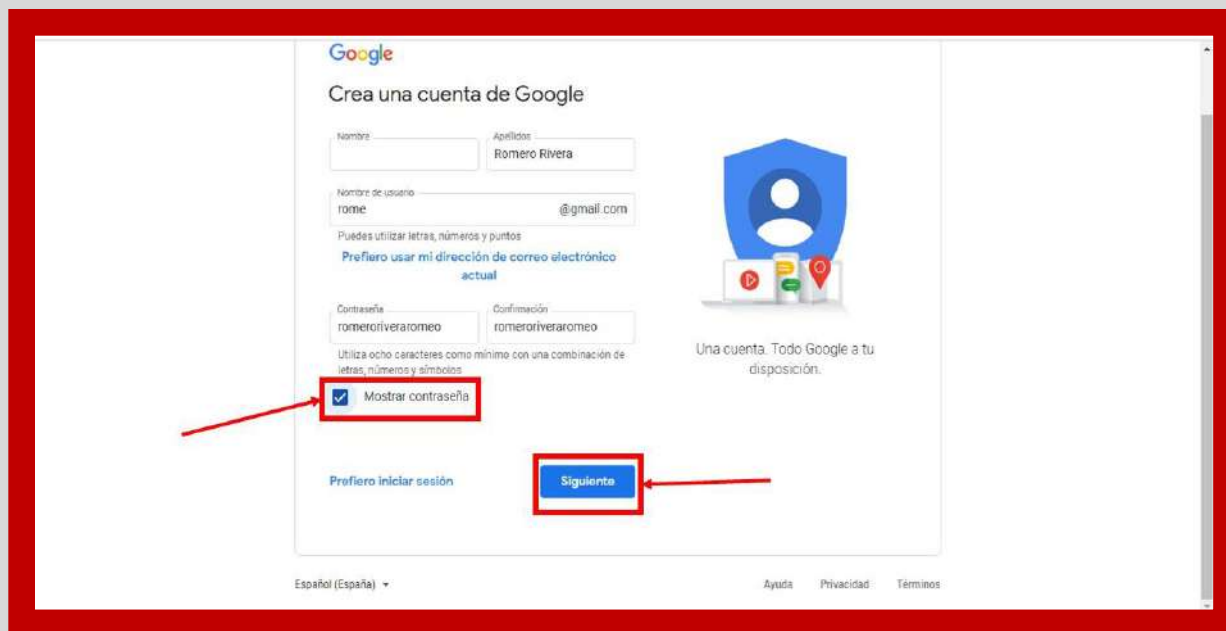 Google
Crea una cuenta de Google
Nombre
Apellidos
Romero Rivera
Nombre de usuario
rome
@gmail.com
Puedes utilizar letras, números y puntos
Prefiero usar mi dirección de correo electrónico
actual
Contraseña
Confirmación
romeroriveraromeo
romeroriveraromeo
Utiliza ocho caracteres como mínimo con una combinación de
letras, números y símbolos
Mostrar contraseña
Una cuenta. Todo Google a tu
disposición.
Prefiero iniciar sesión
Siguiente
Español (España)
Ayuda Privacidad Términos